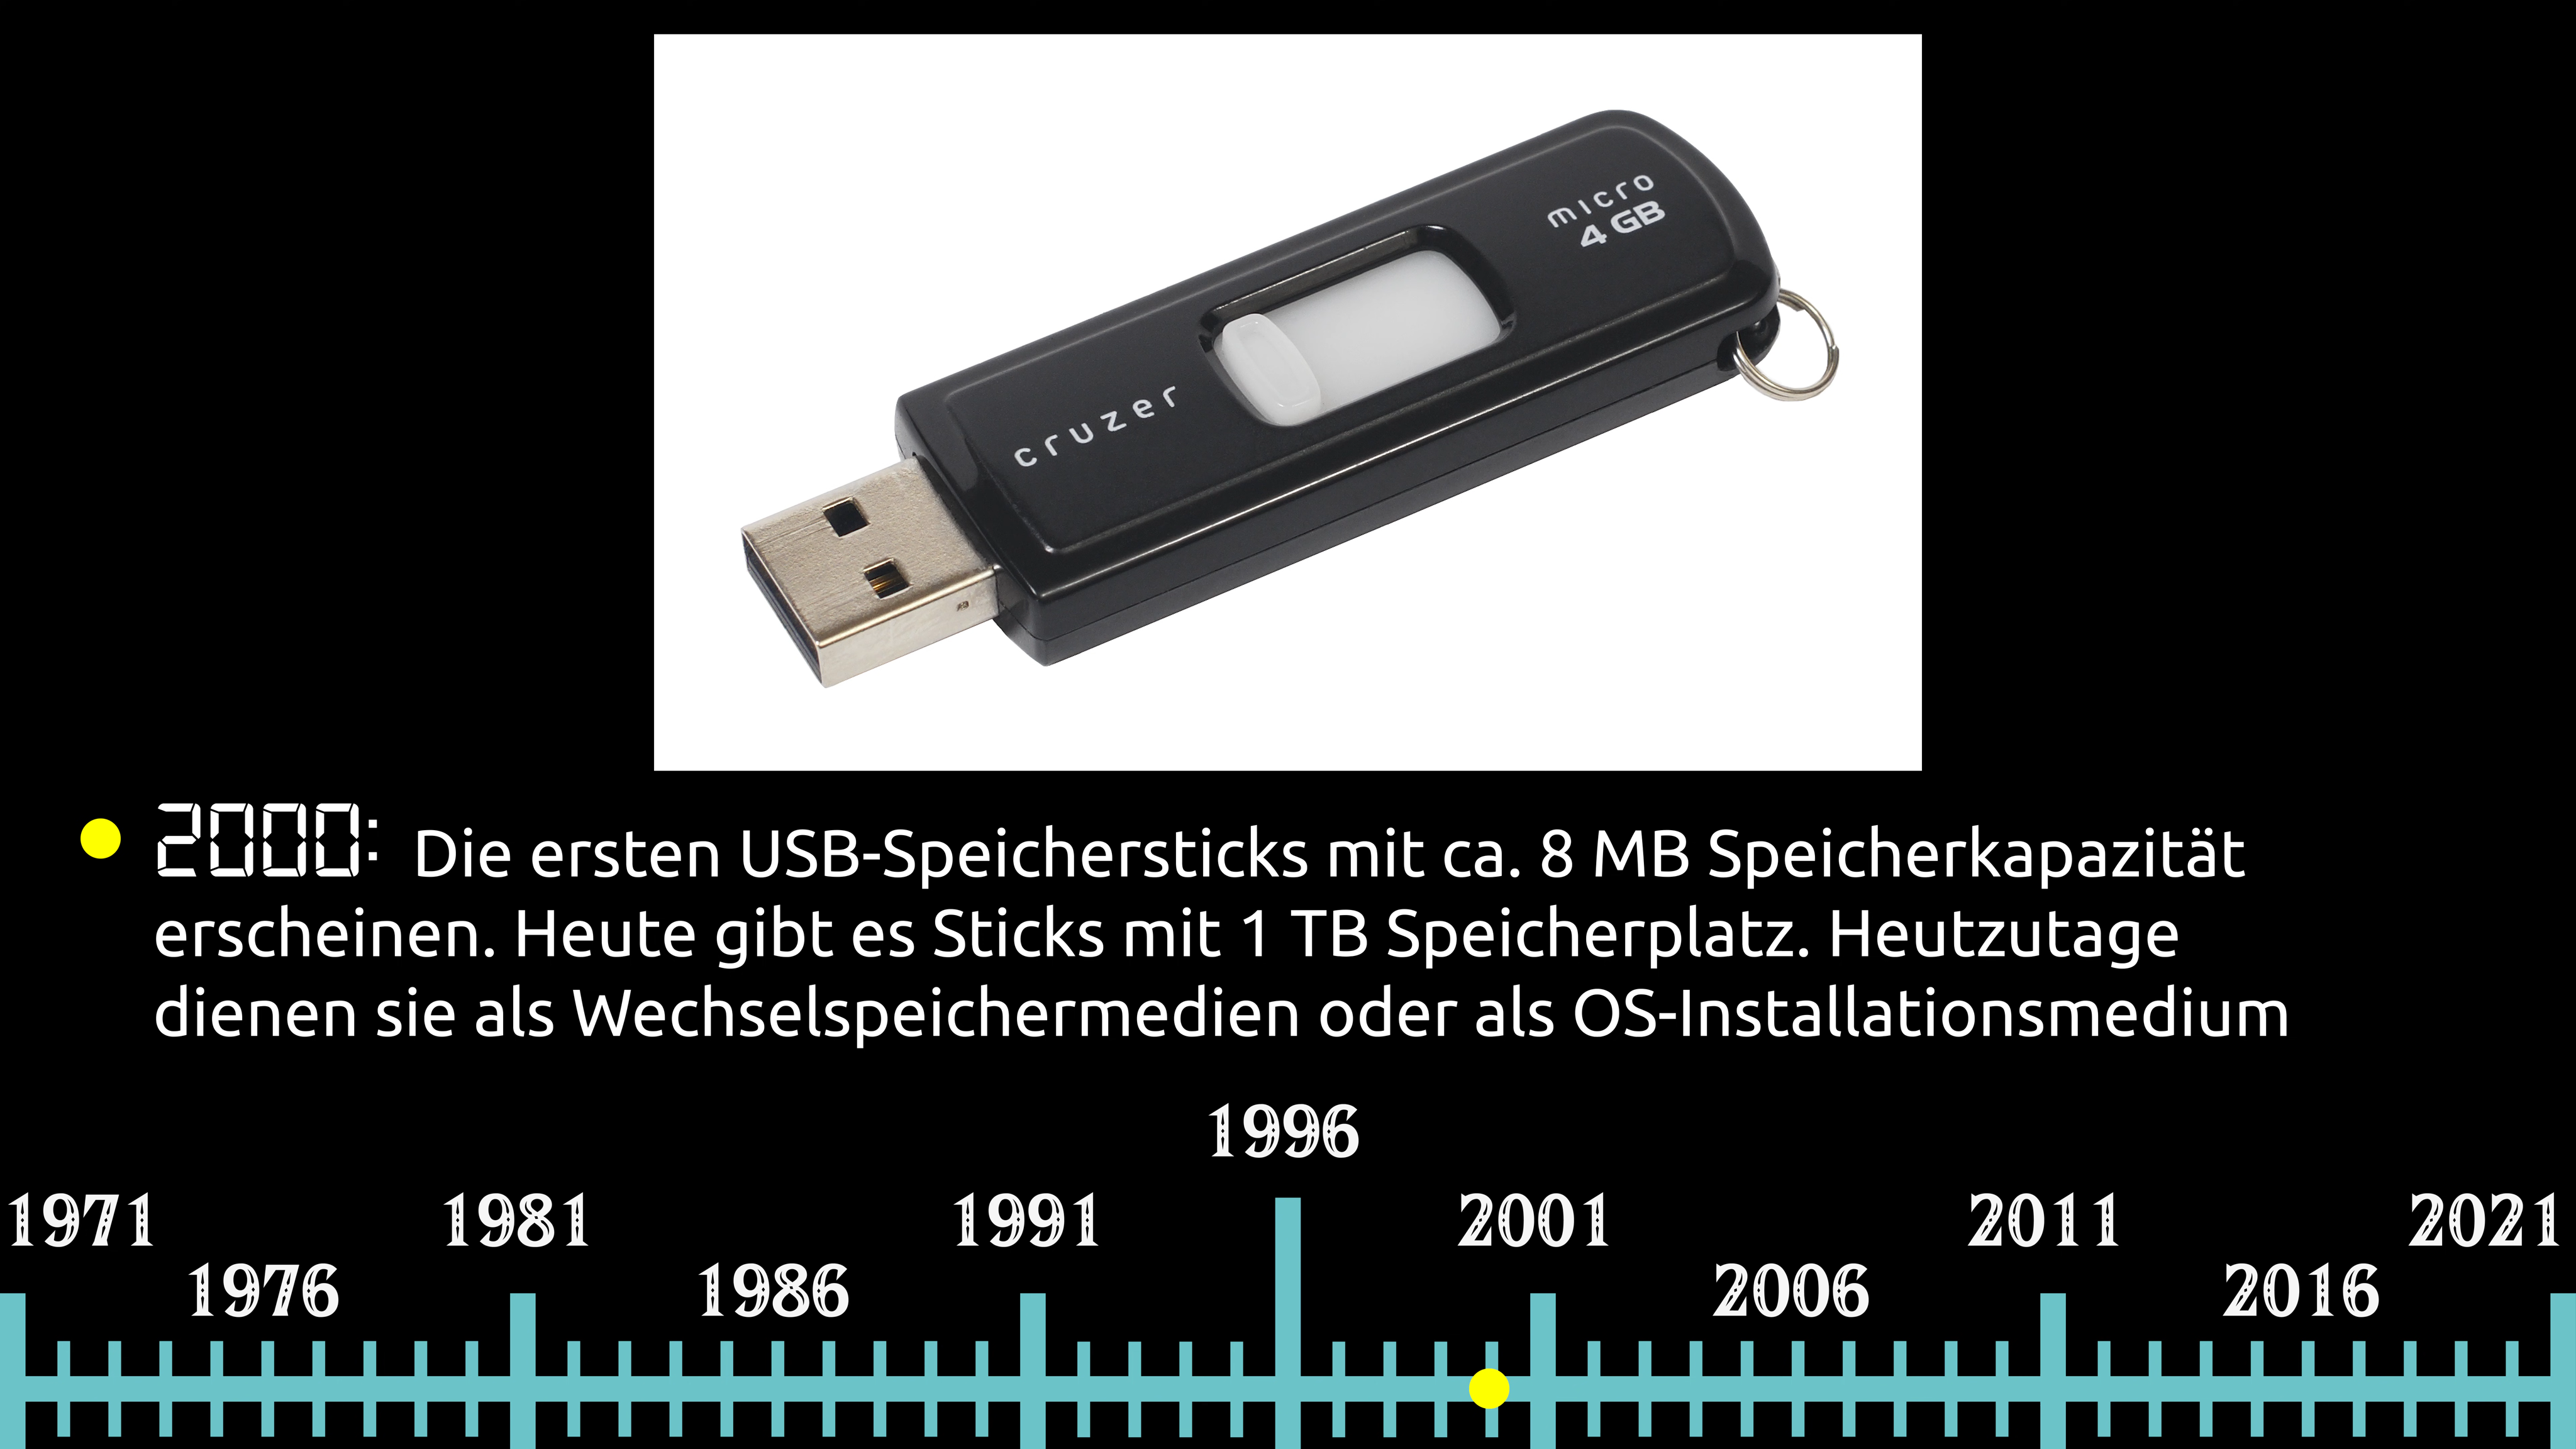 micro
4 GB
cruzer
2000: Die ersten USB-Speichersticks mit ca. 8 MB Speicherkapazität
erscheinen. Heute gibt es Sticks mit 1 TB Speicherplatz. Heutzutage
dienen sie als Wechselspeichermedien oder als OS-Installationsmedium
1996
1971 1981 1991 2001 2011 2021
1976 1986 2006 2016